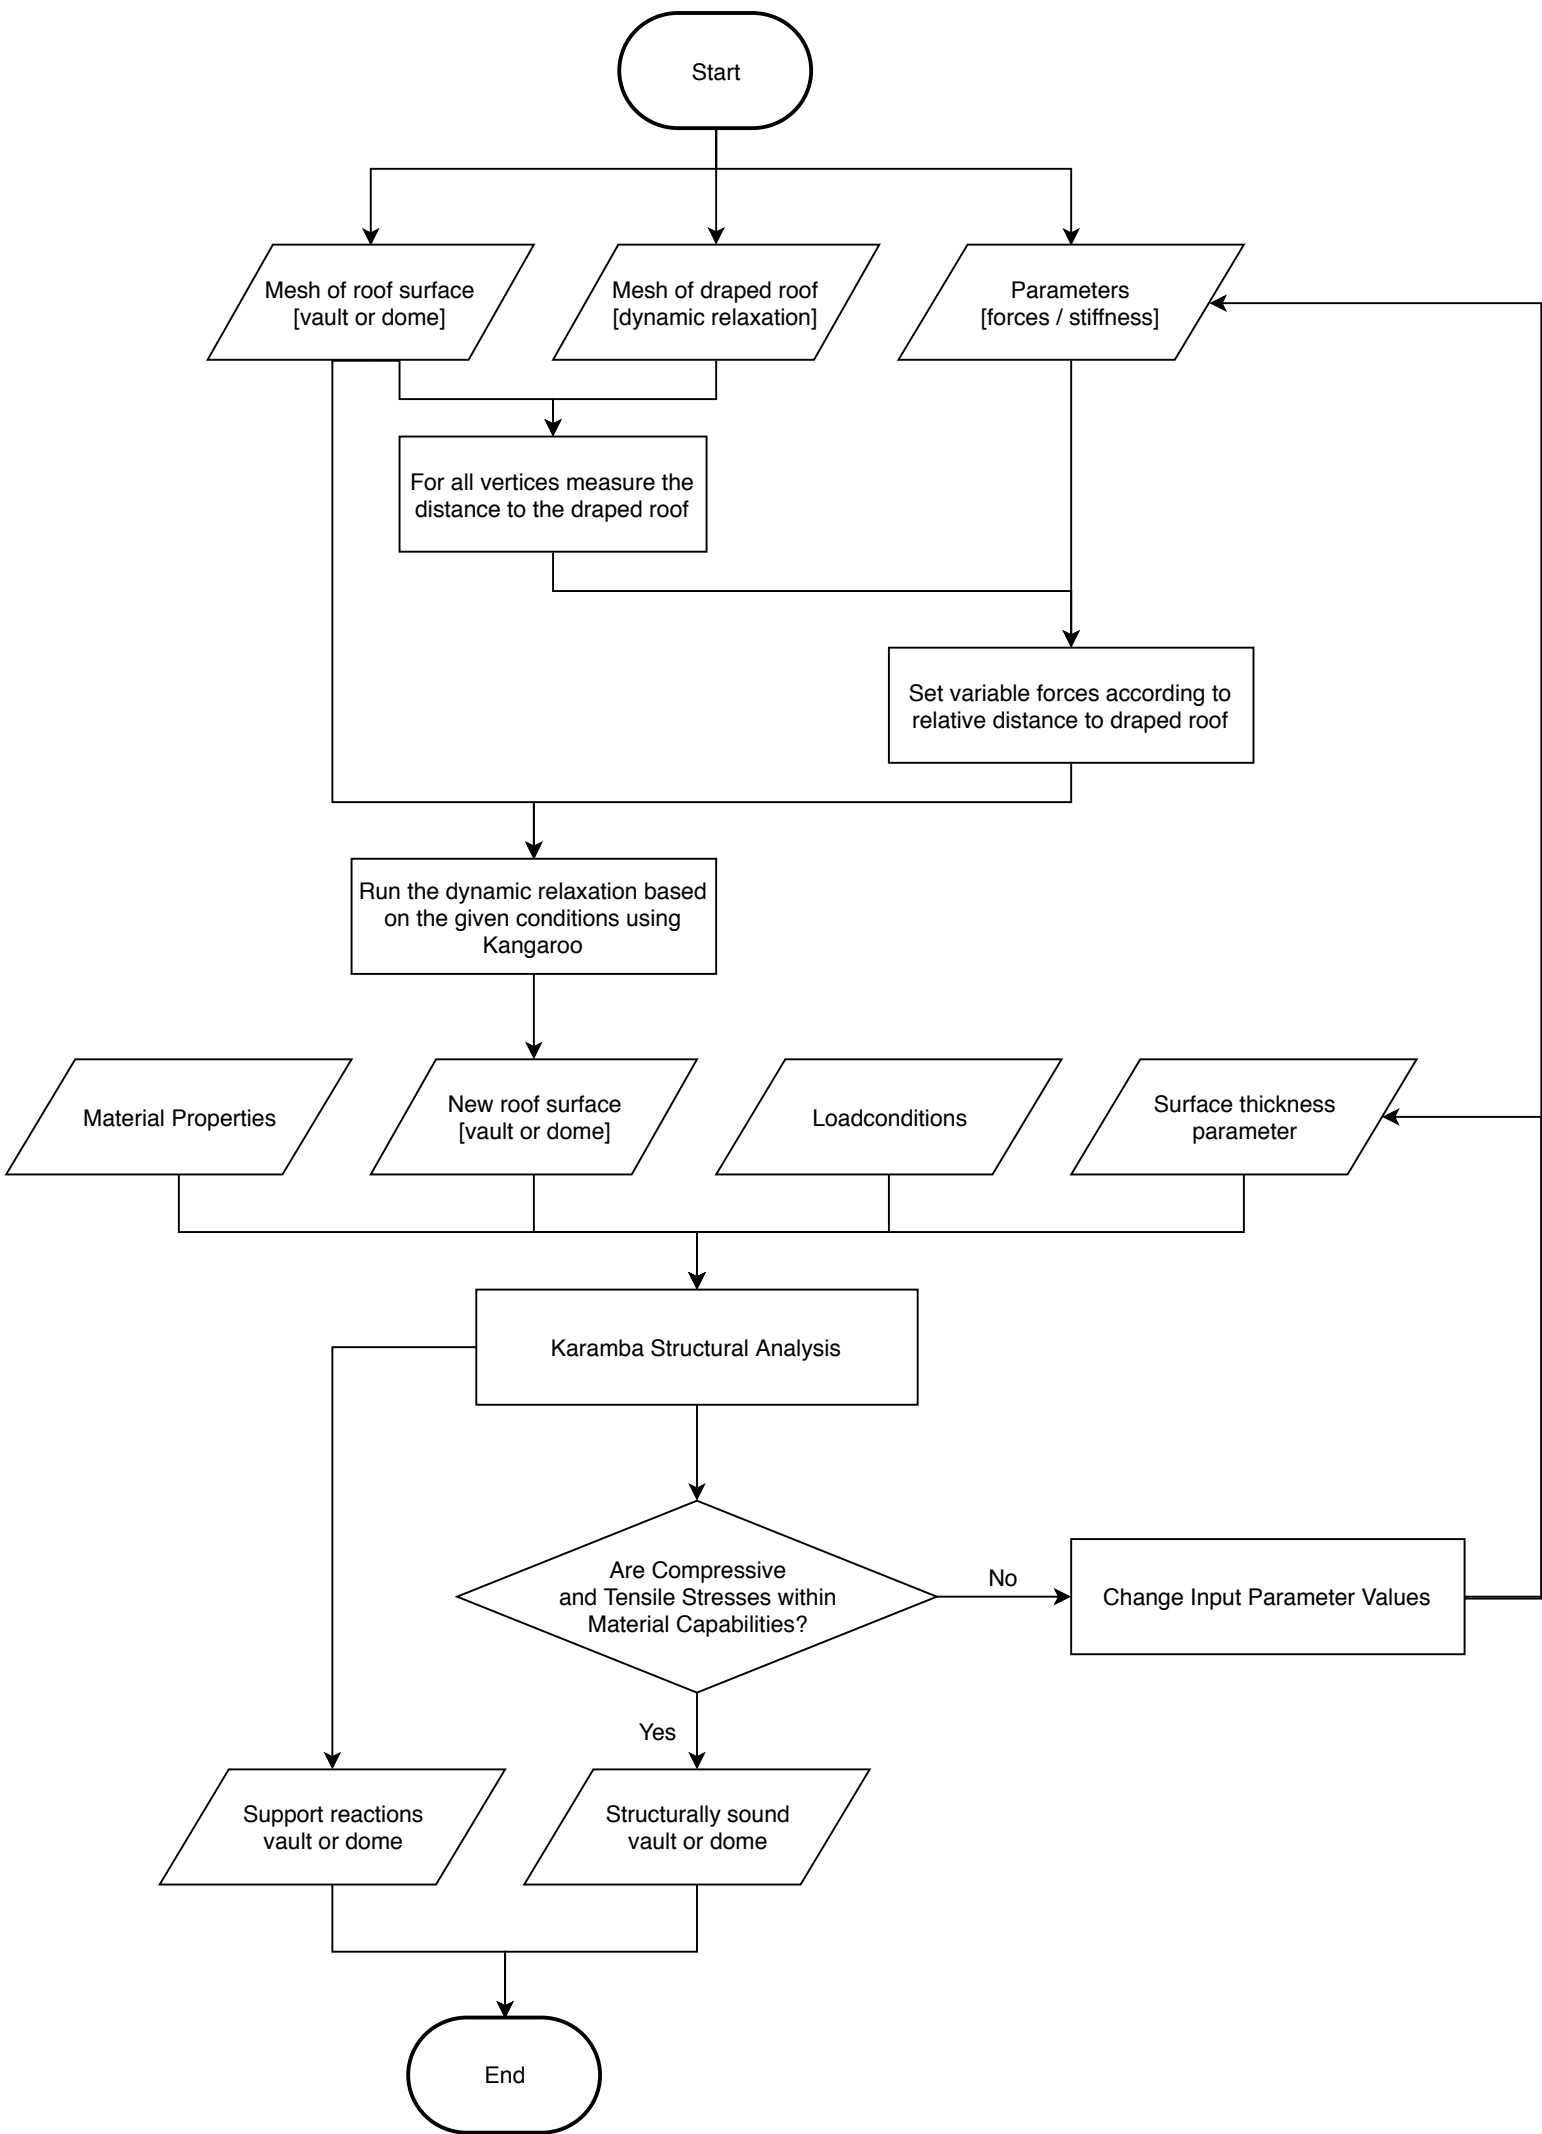 Start
Mesh of roof surface
[vault or dome]
Mesh of draped roof
[dynamic relaxation]
Parameters
[forces / stiffness]
For all vertices measure the
distance to the draped roof
Set variable forces according to
relative distance to draped roof
Run the dynamic relaxation based
on the given conditions using
Kangaroo
Material Properties
New roof surface
[vault or dome]
Loadconditions
Surface thickness
parameter
Karamba Structural Analysis
Are Compressive
and Tensile Stresses within
Material Capabilities?
No
Change Input Parameter Values
Yes
Support reactions
vault or dome
Structurally sound
vault or dome
End